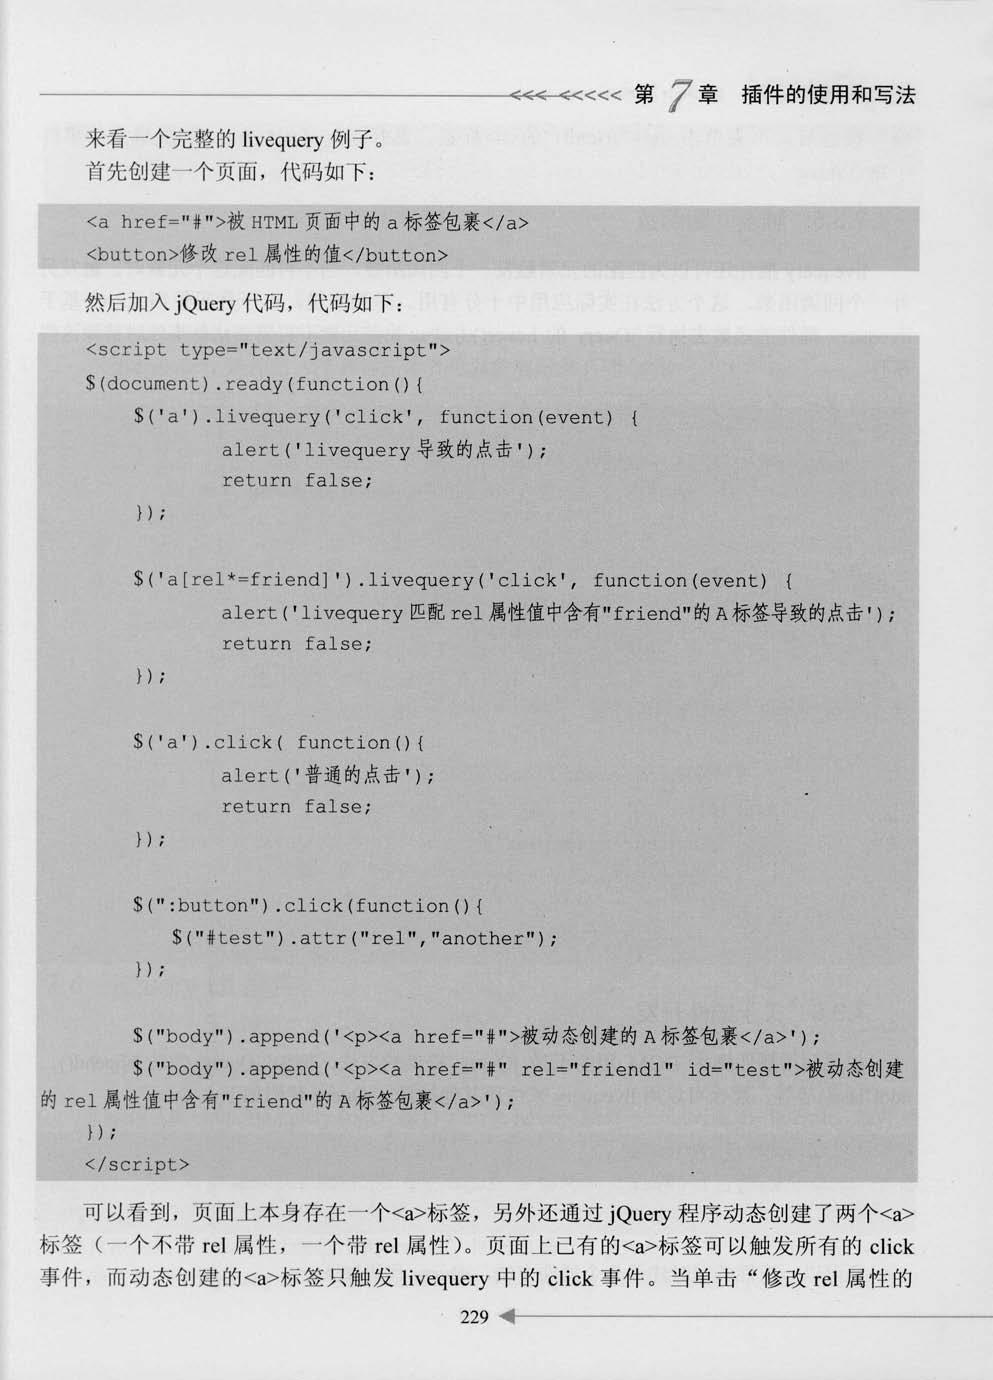 <<< <<<<< 第7章 插件的使用和写法
来看一个完整的 livequery 例子。
首先创建一个页面，代码如下：
<a href="#">被 HTML 页面中的 a 标签包裹</a>
<button>修改 rel 属性的值</button>
然后加入 jQuery 代码，代码如下：
<script type="text/javascript">
$(document).ready(function(){
$('a').livequery('click', function(event) {
alert('livequery 导致的点击');
return false;
});
$('a[rel*=friend]').livequery('click', function(event) {
alert('livequery 匹配 rel 属性值中含有"friend"的 A 标签导致的点击');
return false;
});
$('a').click( function(){
alert('普通的点击');
return false;
});
$(":button").click(function(){
$("#test").attr("rel","another");
});
$("body").append('<p><a href="#">被动态创建的 A 标签包裹</a>');
$("body").append('<p><a href="#" rel="friend1" id="test">被动态创建
的 rel 属性值中含有"friend"的 A 标签包裹</a>');
});
</script>
可以看到，页面上本身存在一个<a>标签，另外还通过 jQuery 程序动态创建了两个<a>
标签（一个不带 rel 属性，一个带 rel 属性）。页面上已有的<a>标签可以触发所有的 click
事件，而动态创建的<a>标签只触发 livequery 中的 click 事件。当单击“修改 rel 属性的
229